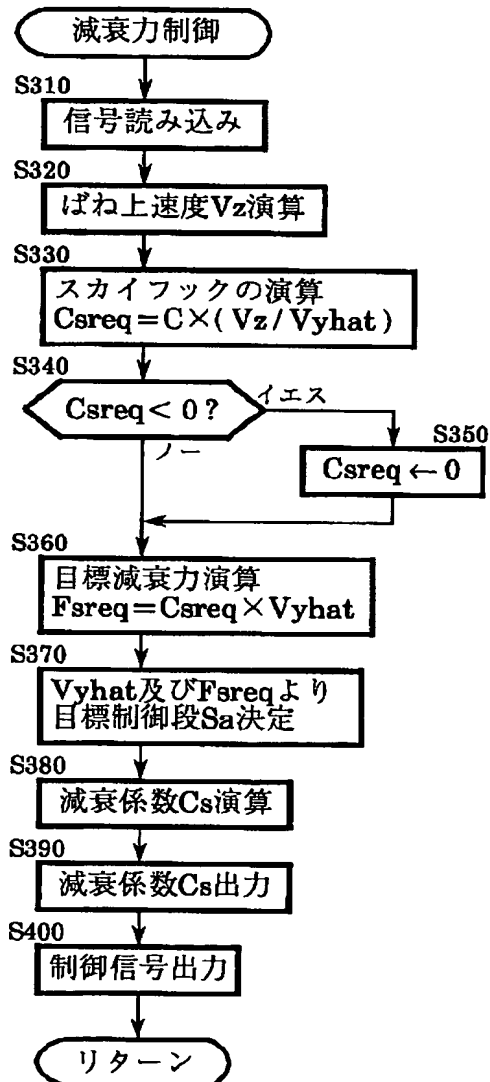 減衰力制御
S310
信号読み込み
S320
ばね上速度Vz演算
S330
スカイフックの演算
Csreq=C×(Vz/Vyhat)
S340
Csreq<0?
イエス
ノー
S350
Csreq←0
S360
目標減衰力演算
Fsreq=Csreq×Vyhat
S370
Vyhat及びFsreqより
目標制御段Sa決定
S380
減衰係数Cs演算
S390
減衰係数Cs出力
S400
制御信号出力
リターン